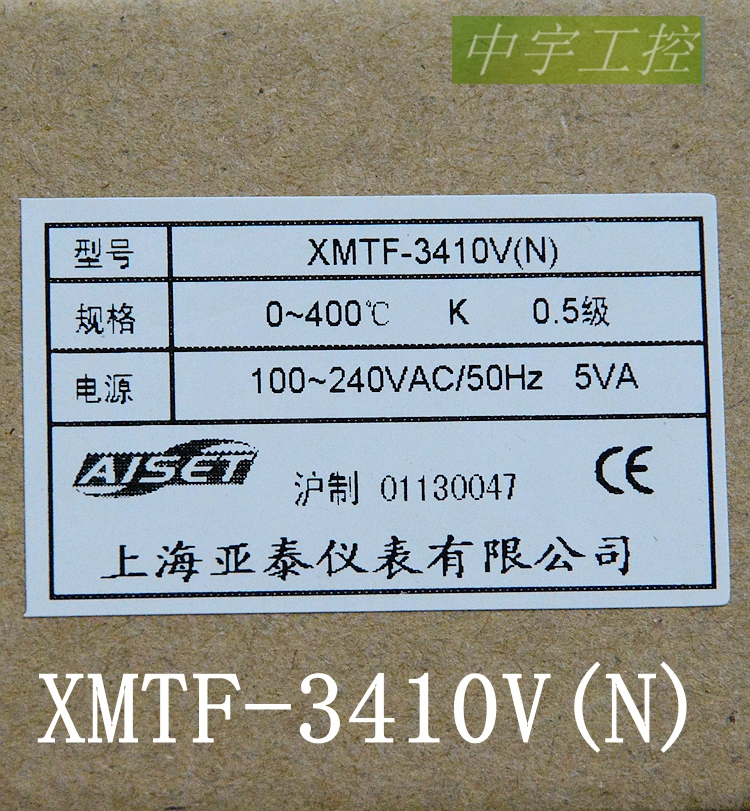 中宇工控
型号 XMTF-3410V(N)
规格 0~400℃ K 0.5级
电源 100~240VAC/50Hz 5VA
AISET 沪制 01130047 CE
上海亚泰仪表有限公司
XMTF-3410V(N)